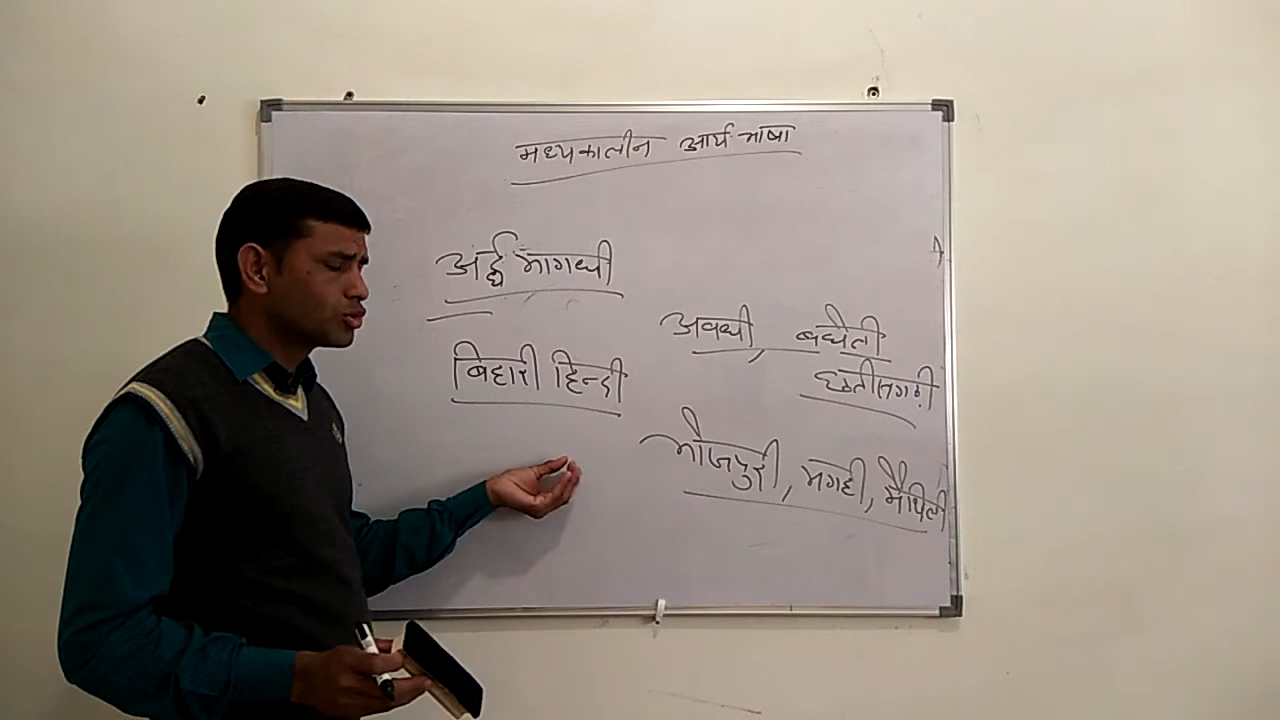 मध्यकालीन आर्य भाषा
अर्द्ध मागधी
अवधी, बघेली
छत्तीसगढ़ी
बिहारी हिन्दी
भोजपुरी, मगही, मैथिली